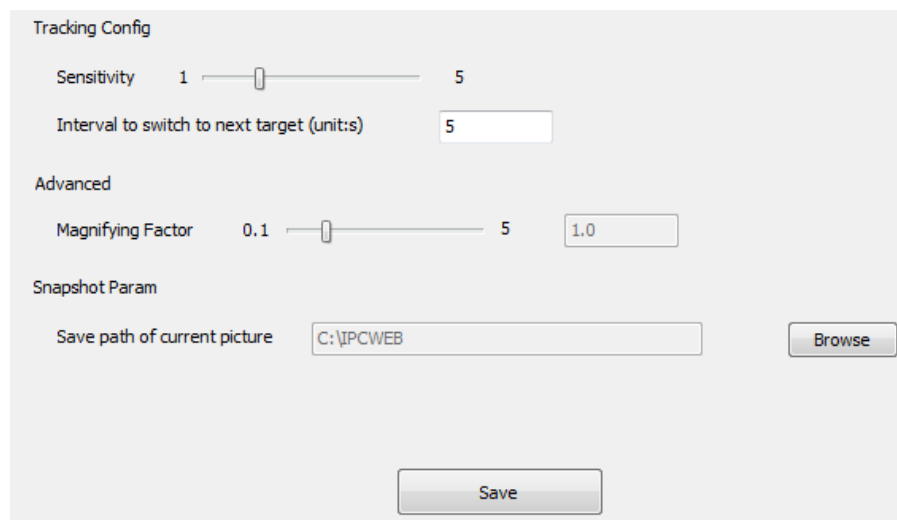 Tracking Config
Sensitivity 1 5
Interval to switch to next target (unit:s) 5
Advanced
Magnifying Factor 0.1 5 1.0
Snapshot Param
Save path of current picture C:\IPCWEB Browse
Save